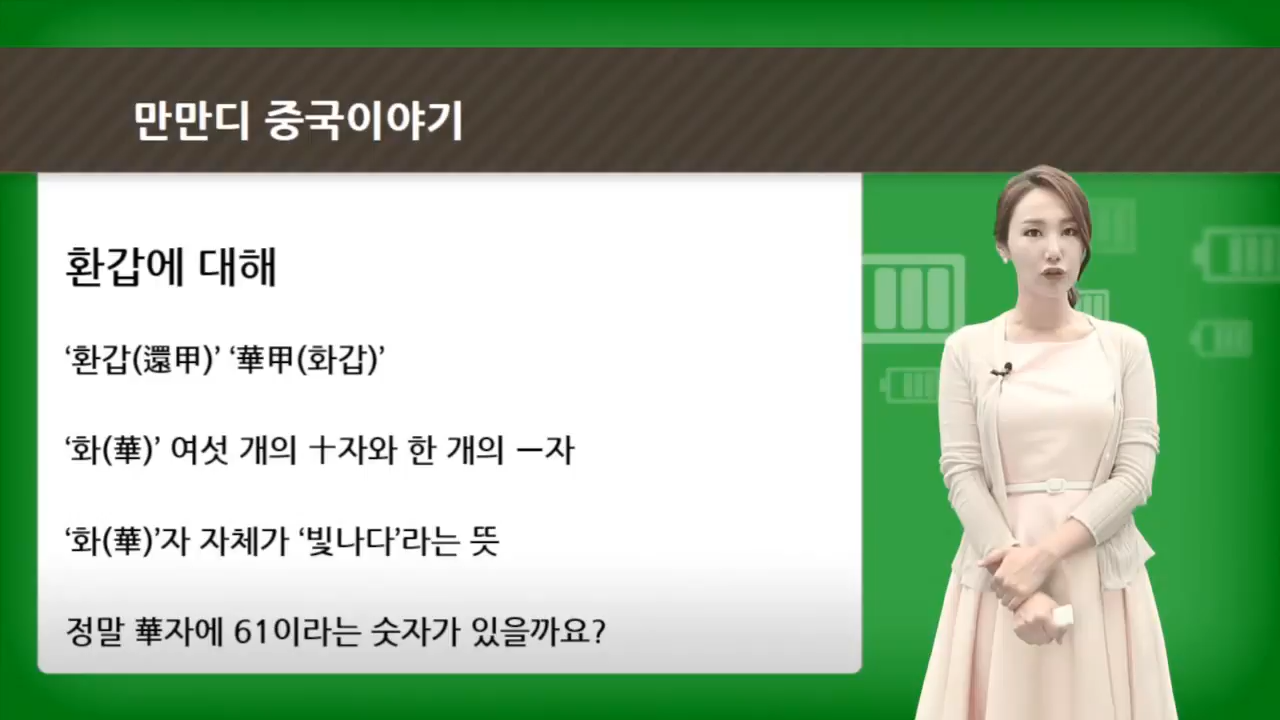 만만디 중국이야기
환갑에 대해
‘환갑(還甲)’ ‘華甲(화갑)’
‘화(華)’ 여섯 개의 十자와 한 개의 一자
‘화(華)’자 자체가 ‘빛나다’라는 뜻
정말 華자에 61이라는 숫자가 있을까요?